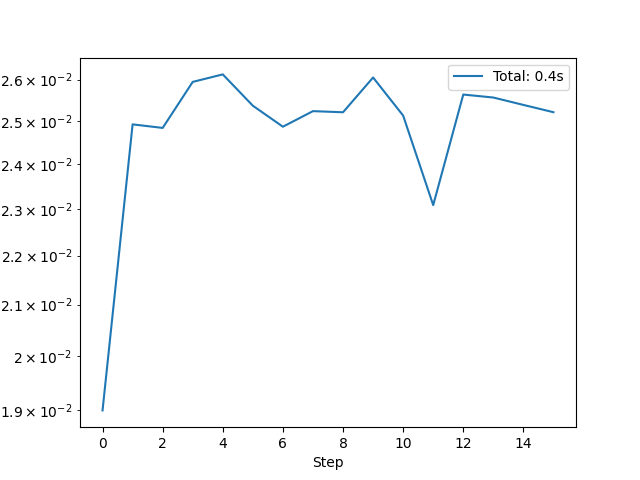 Total: 0.4s
2.6 × 10⁻²
2.5 × 10⁻²
2.4 × 10⁻²
2.3 × 10⁻²
2.2 × 10⁻²
2.1 × 10⁻²
2 × 10⁻²
1.9 × 10⁻²
0 2 4 6 8 10 12 14
Step